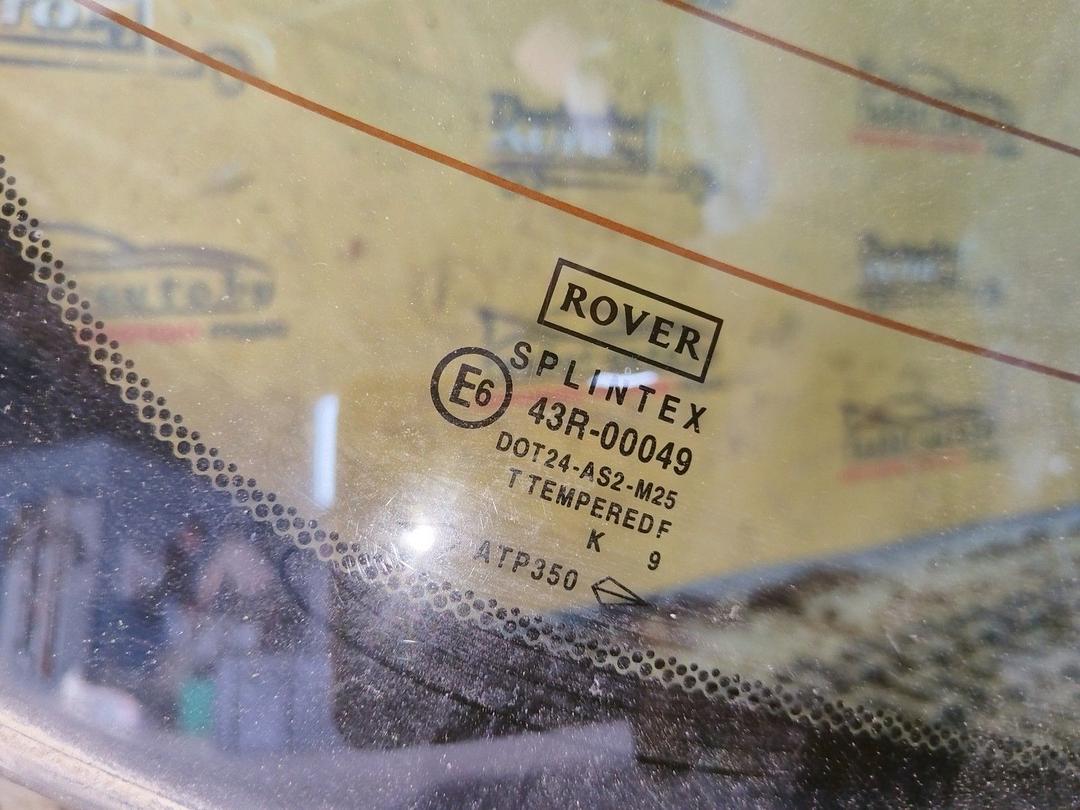 ROVER
SPLINTEX
E6
43R-00049
DOT24-AS2-M25
T TEMPERED F
K 9
ATP350